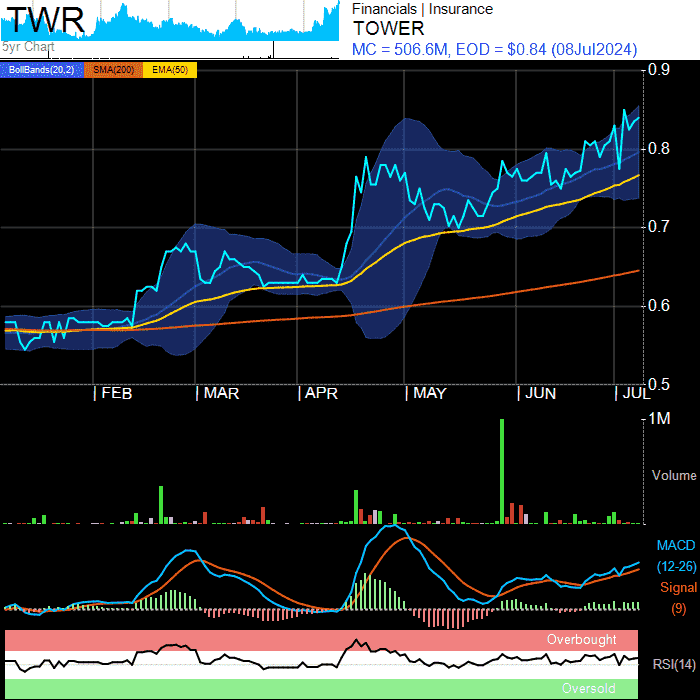 TWR
5yr Chart
Financials | Insurance
TOWER
MC = 506.6M, EOD = $0.84 (08Jul2024)
BollBands(20,2) SMA(200) EMA(50)
0.9
0.8
0.7
0.6
0.5
FEB MAR APR MAY JUN JUL
1M
Volume
MACD
(12-26)
Signal
(9)
Overbought
RSI(14)
Oversold